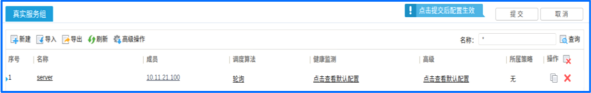 真实服务组
点击提交后配置生效
提 交
取 消
新建 导入 导出 刷新 高级操作
名称: * 查询
序号 名称 成员 调度算法 健康监测 高级 所属策略 操作
1 server 10.11.21.100 轮询 点击查看默认配置 点击查看默认配置 无